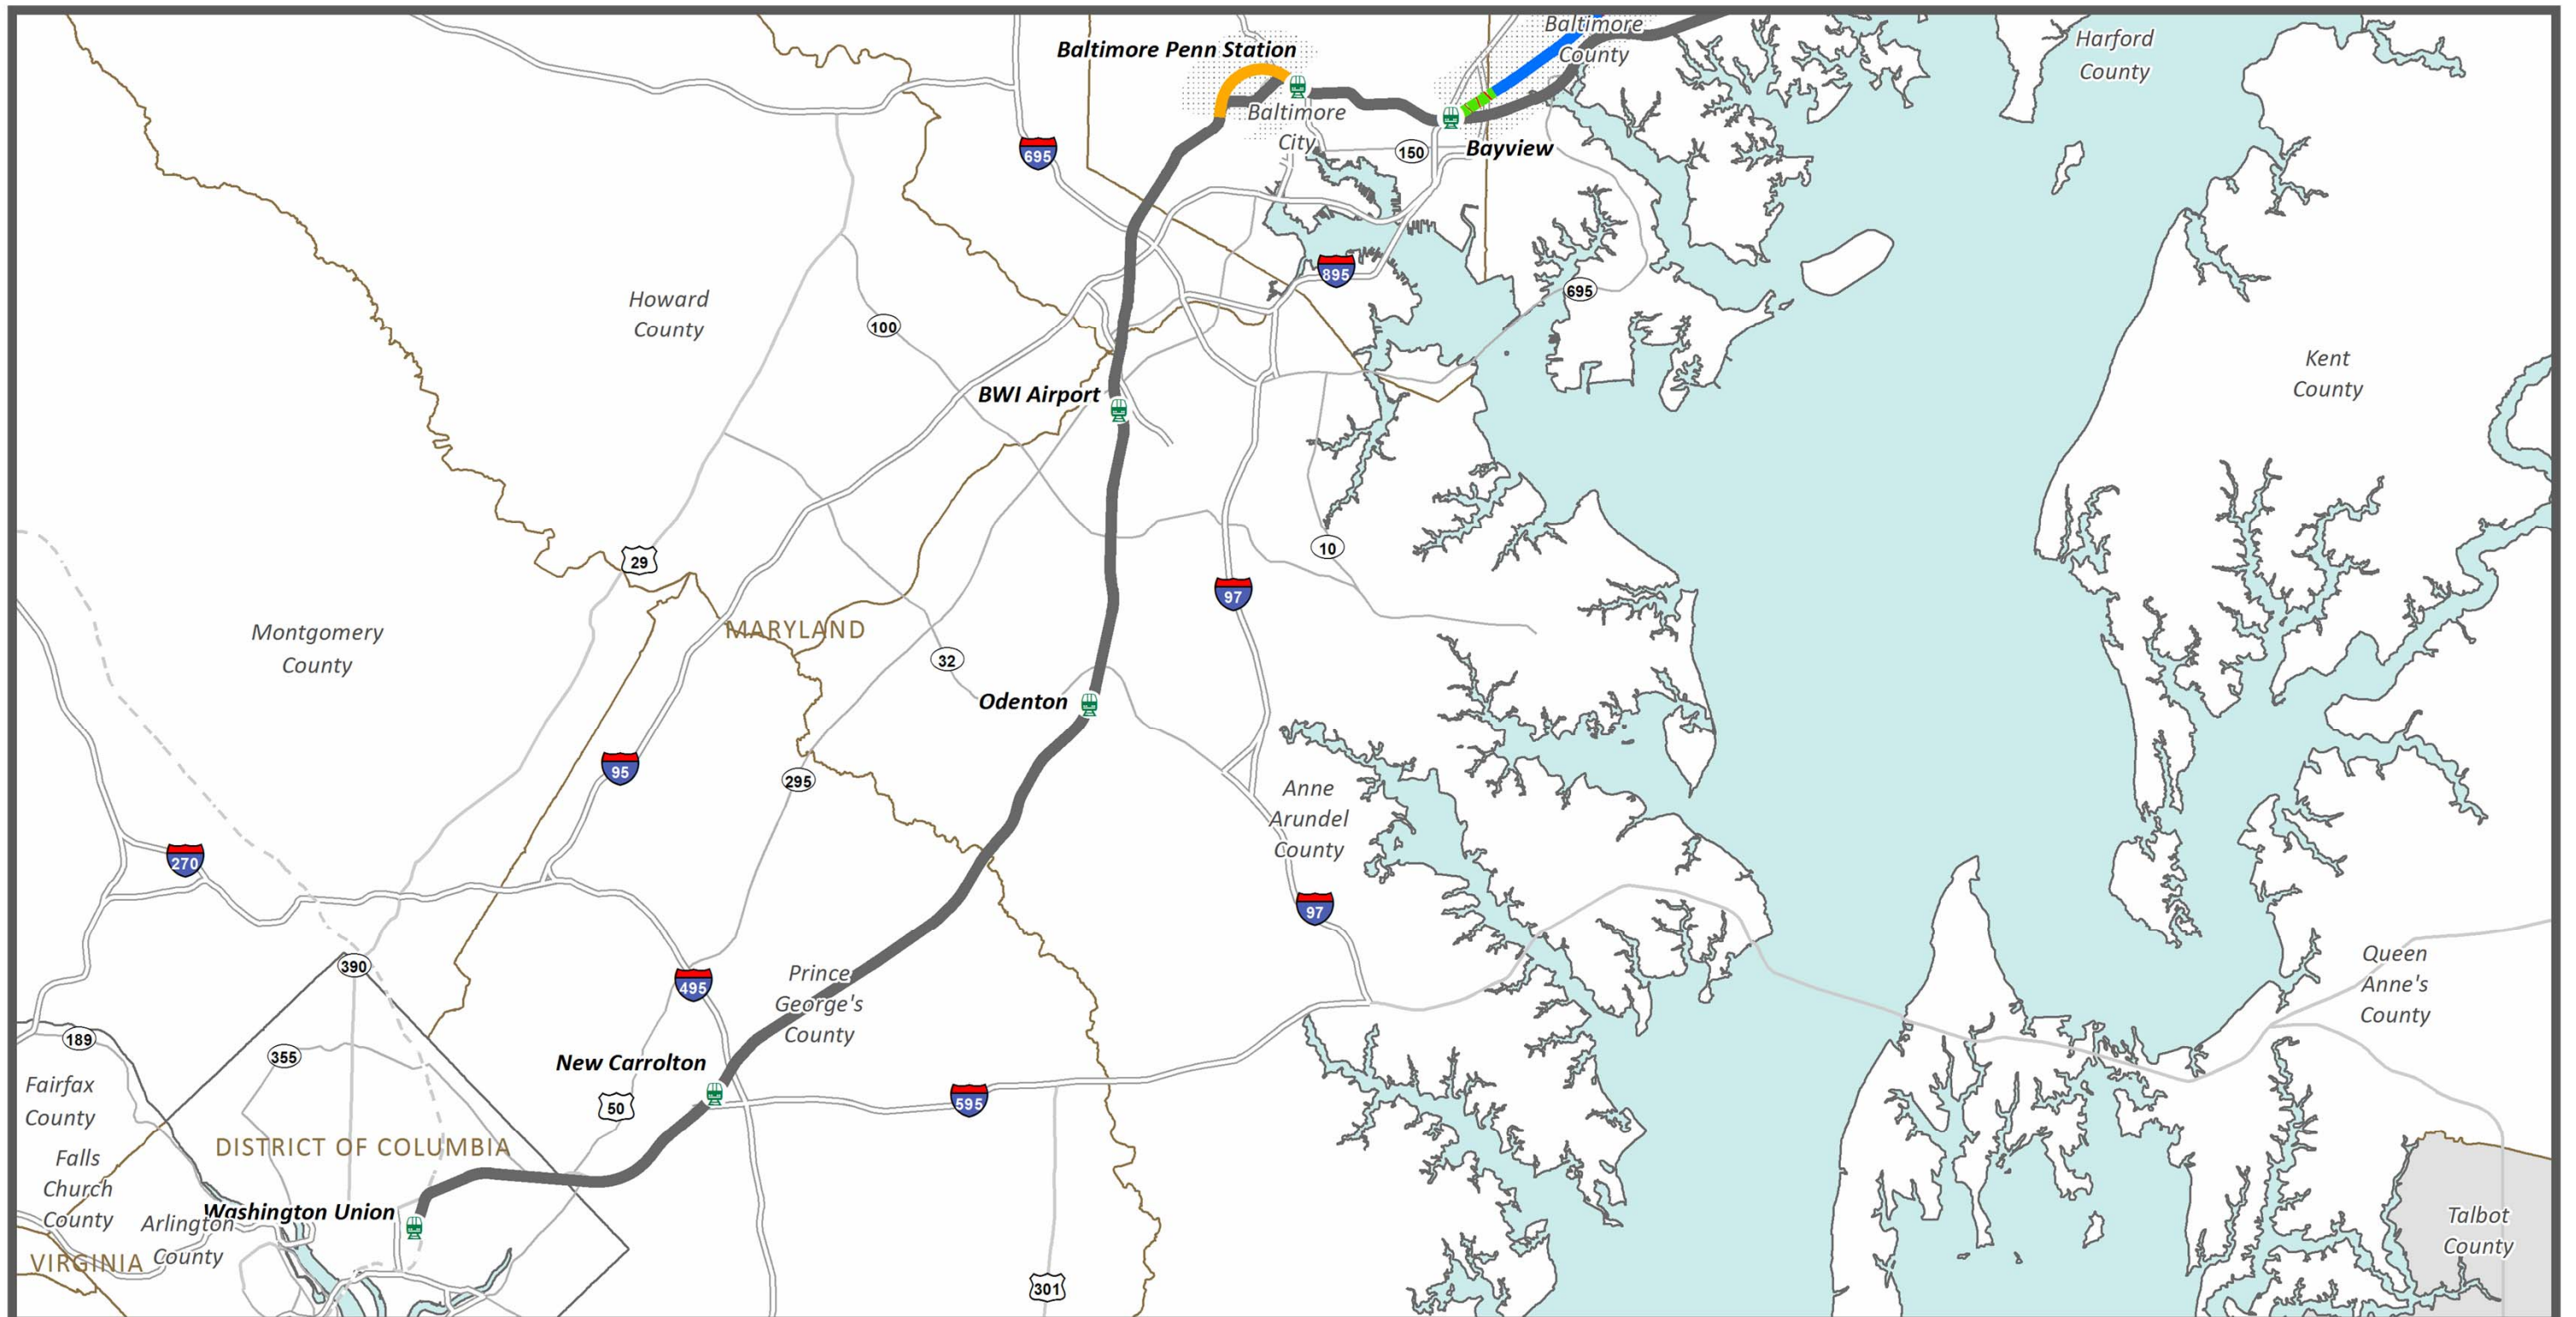 Baltimore
County
Harford
County
Baltimore Penn Station
Baltimore
City
150
Bayview
695
895
695
Howard
County
100
BWI Airport
Kent
County
29
10
97
Montgomery
County
MARYLAND
32
Odenton
95
295
Anne
Arundel
County
270
97
390
495
Prince
George's
County
Queen
Anne's
County
189
355
New Carrolton
Fairfax
County
50
595
DISTRICT OF COLUMBIA
Falls
Church
County
Washington Union
Arlington
County
VIRGINIA
301
Talbot
County